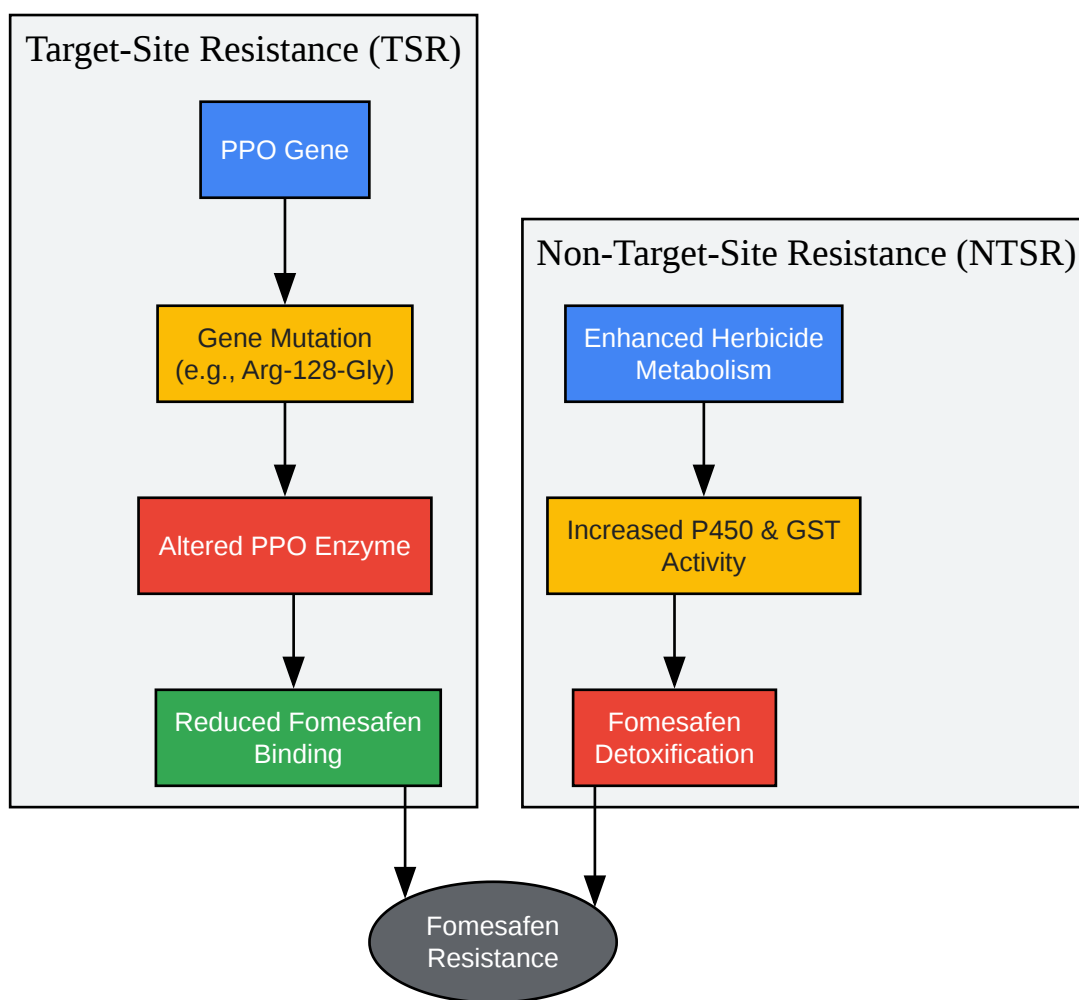 Target-Site Resistance (TSR)
PPO Gene
Gene Mutation
(e.g., Arg-128-Gly)
Altered PPO Enzyme
Reduced Fomesafen
Binding
Non-Target-Site Resistance (NTSR)
Enhanced Herbicide
Metabolism
Increased P450 & GST
Activity
Fomesafen
Detoxification
Fomesafen
Resistance